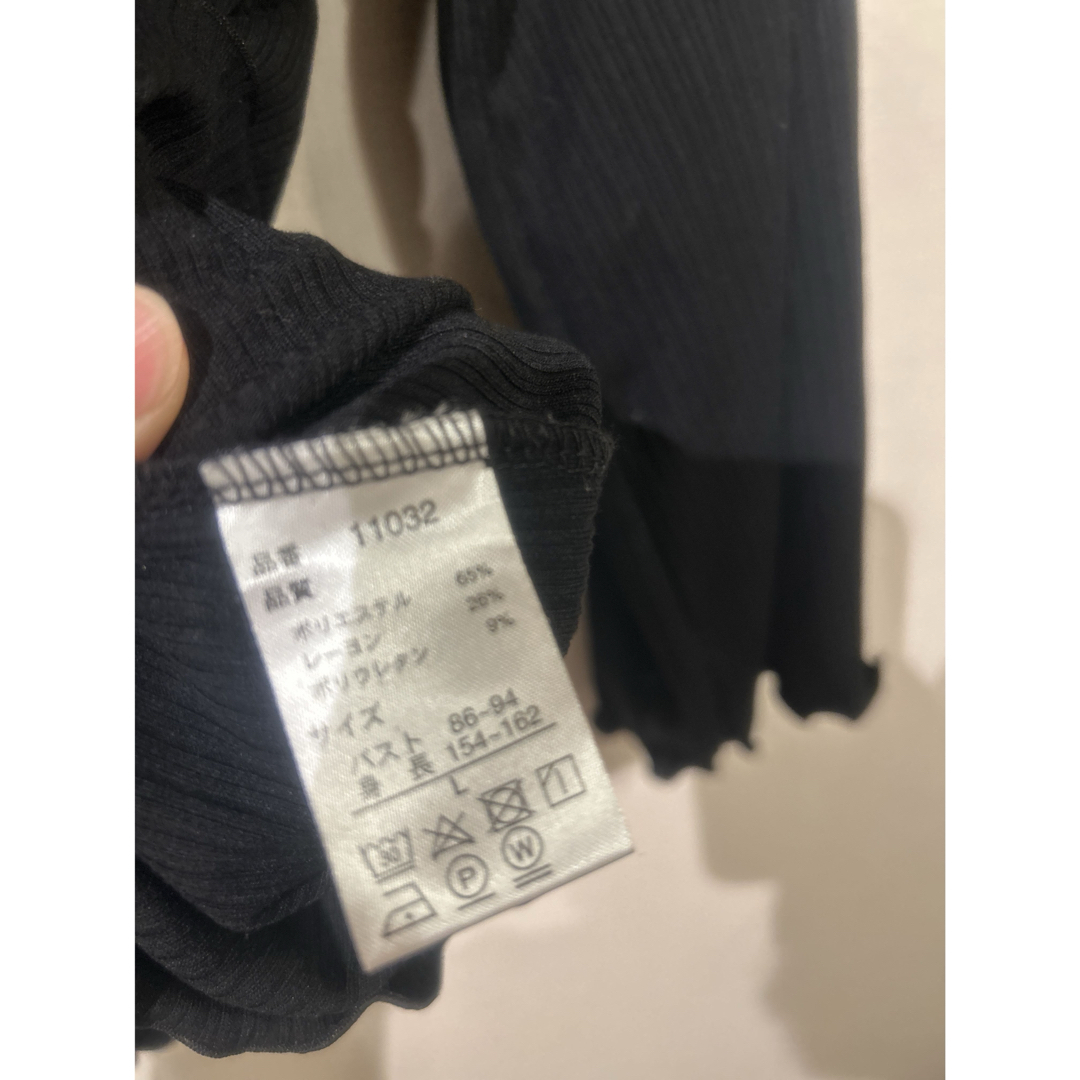 品番 11032
品質
ポリエステル 65%
レーヨン 26%
ポリウレタン 9%
サイズ
バスト 86~94
身長 154~162
L
30
P W